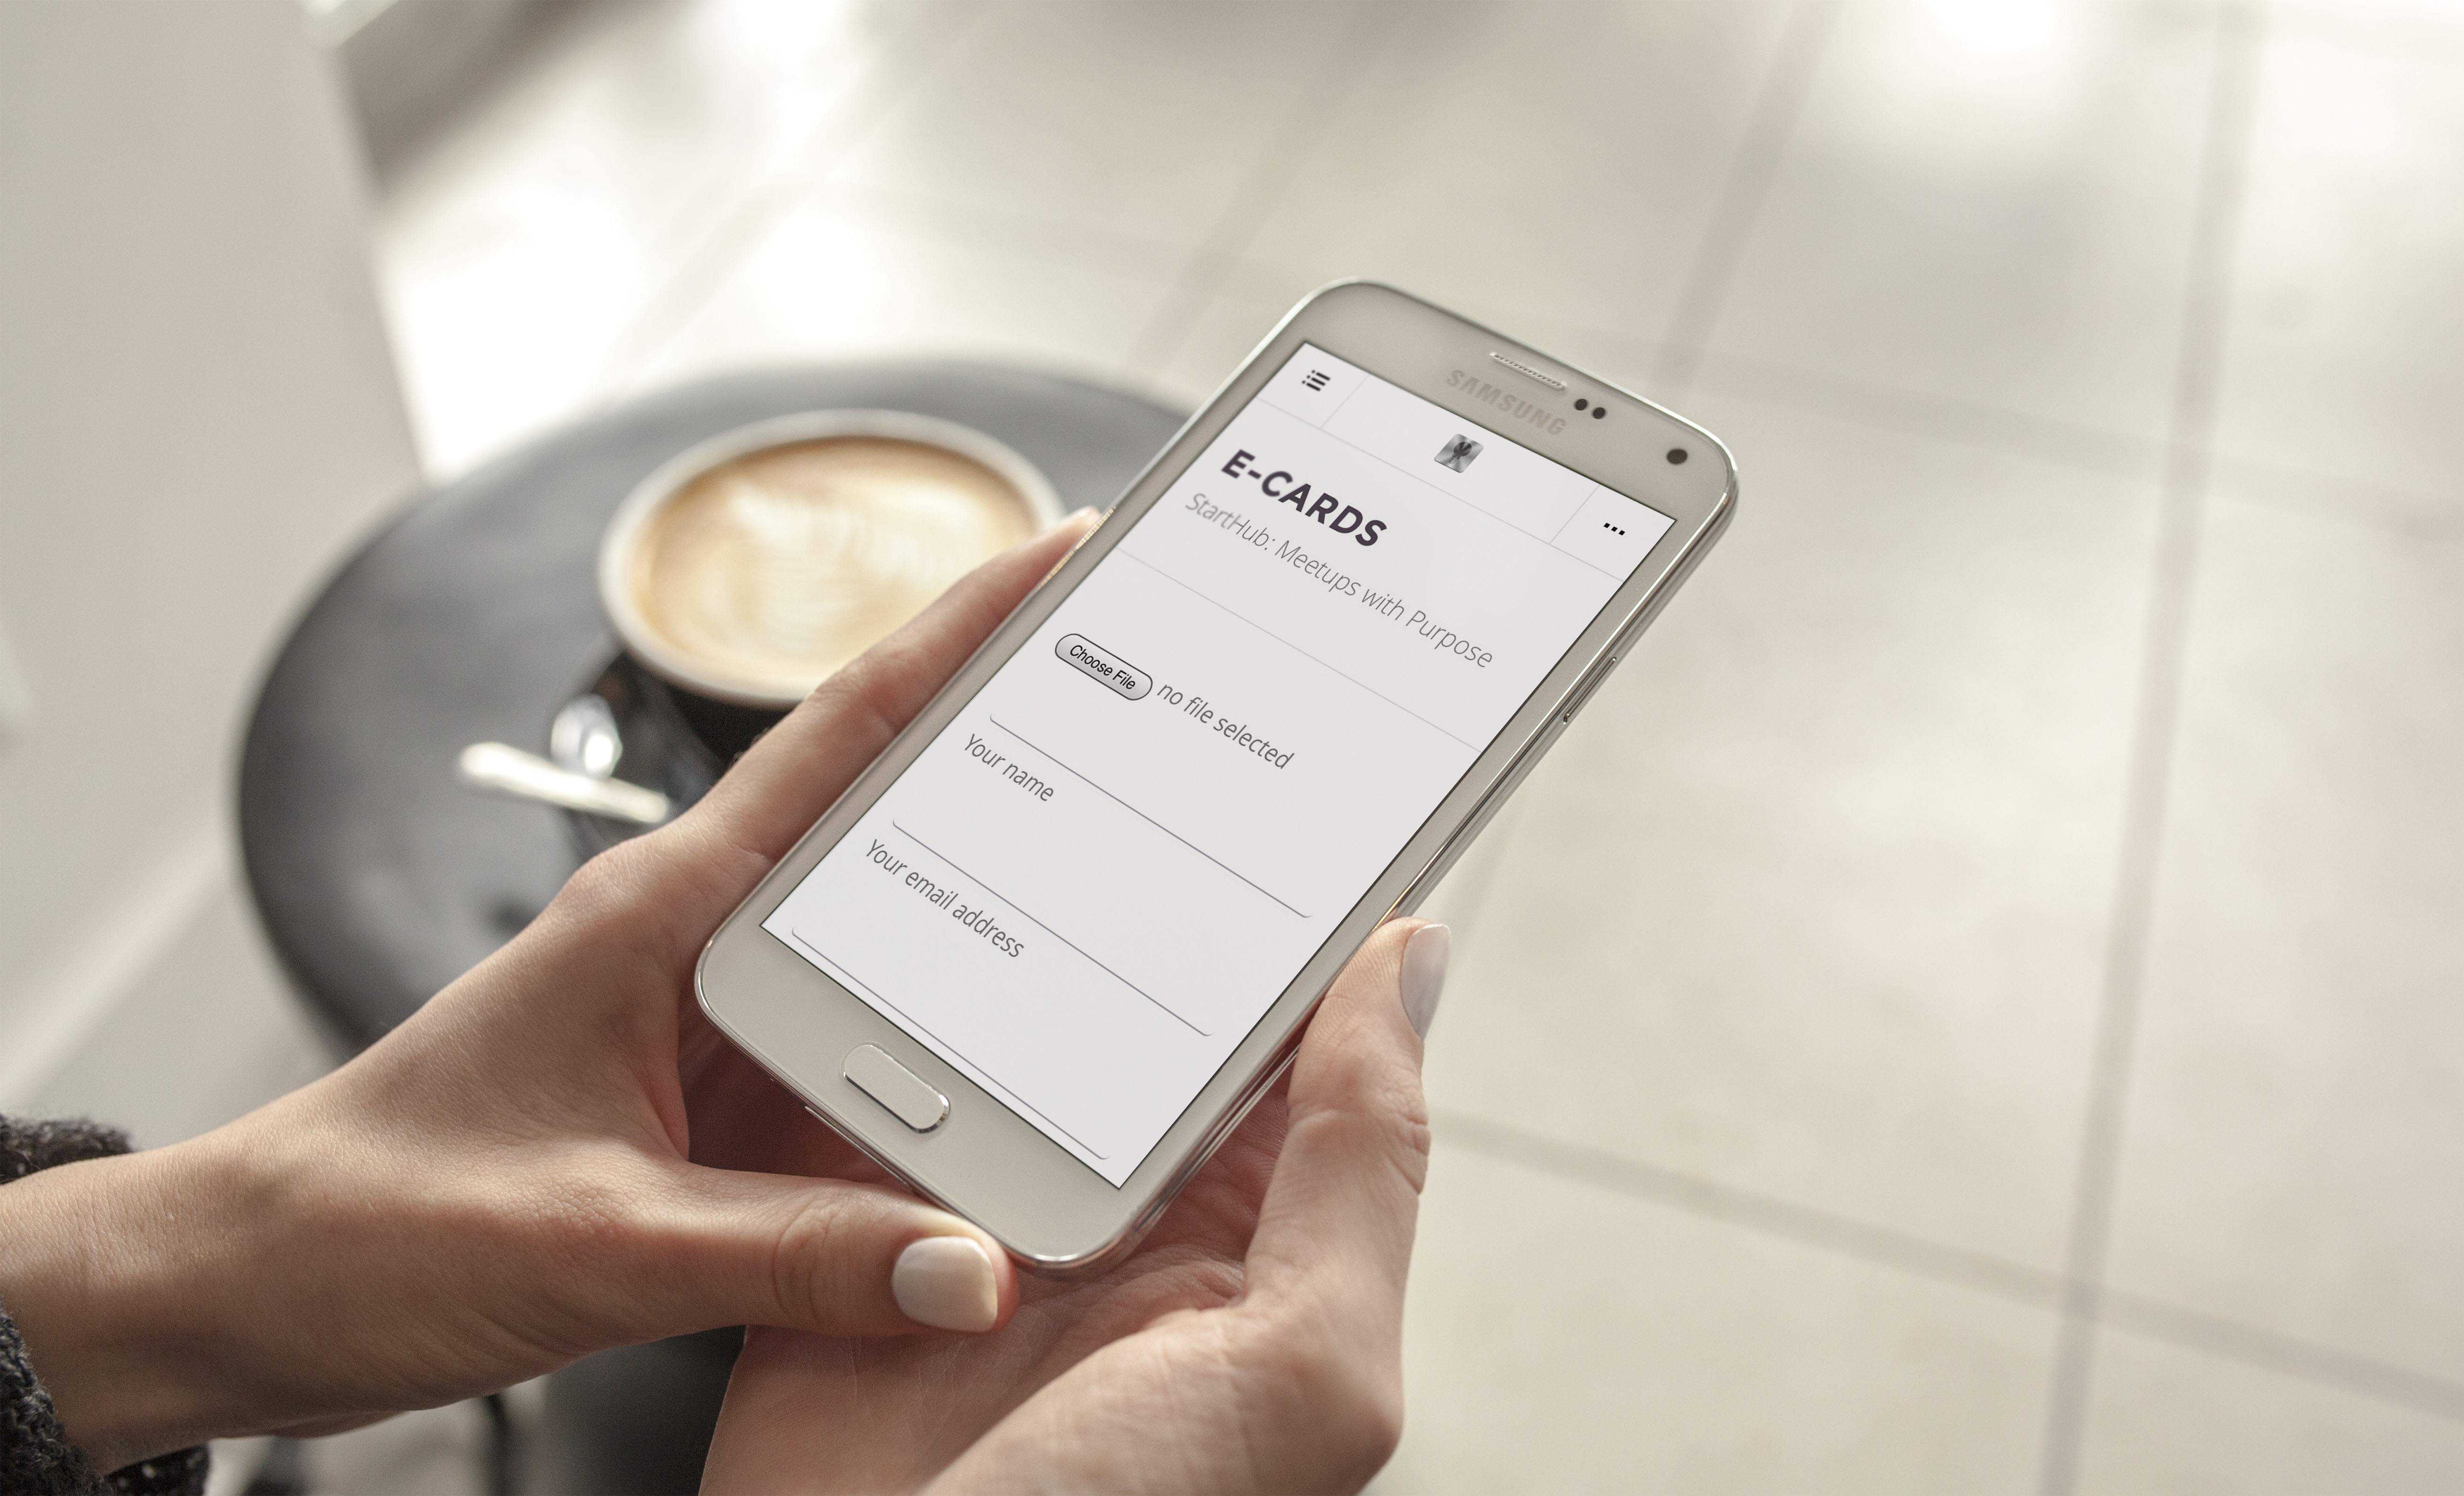 SAMSUNG
...
E-CARDS
StartHub: Meetups with Purpose
Choose File no file selected
Your name
Your email address